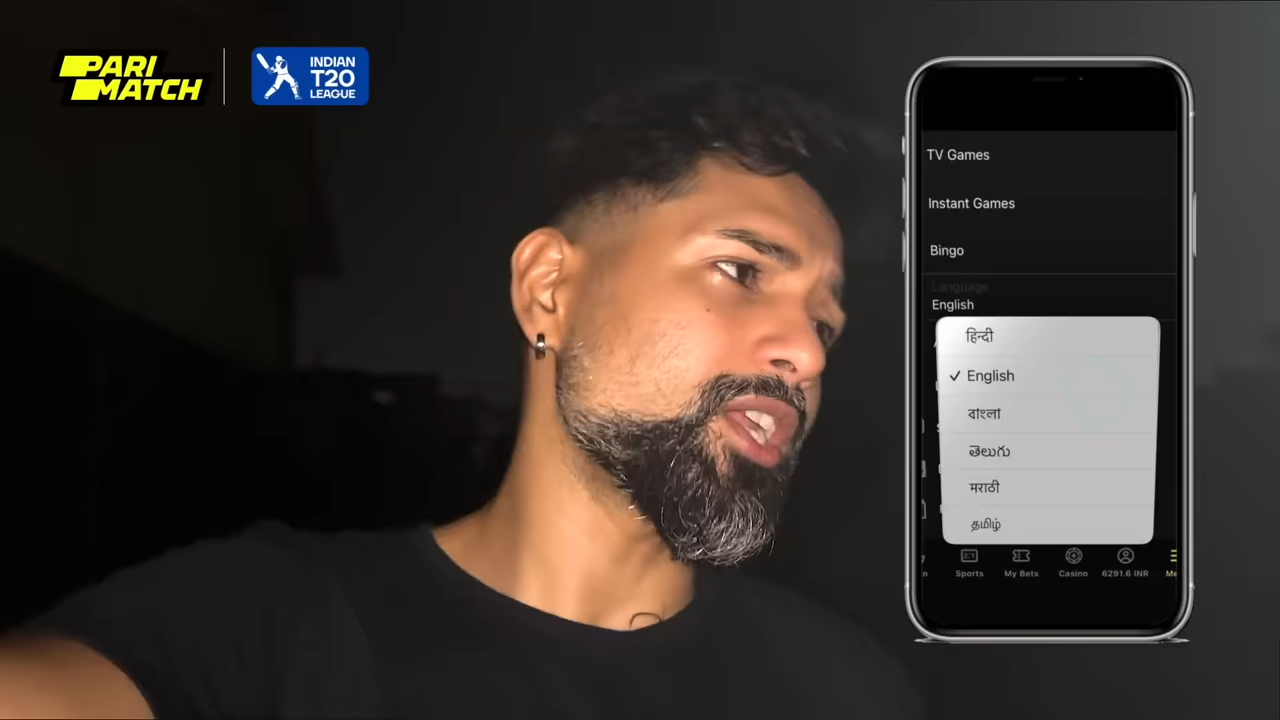 PARI
MATCH
INDIAN
T20
LEAGUE
TV Games
Instant Games
Bingo
Language
English
हिन्दी
✓ English
বাংলা
తెలుగు
मराठी
தமிழ்
Sports
My Bets
Casino
6291.6 INR